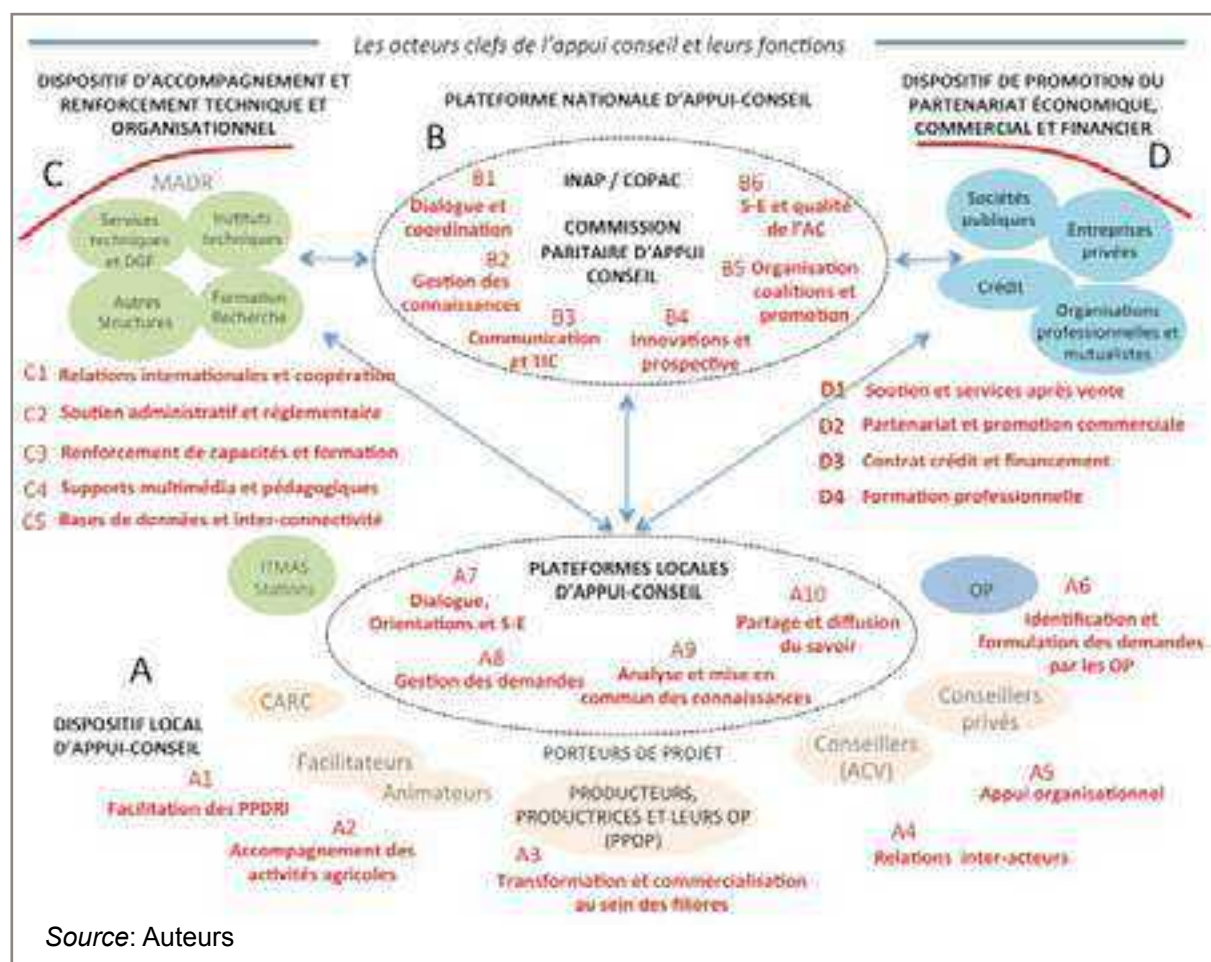 Les acteurs clefs de l'appui conseil et leurs fonctions
DISPOSITIF D'ACCOMPAGNEMENT ET
RENFORCEMENT TECHNIQUE ET
ORGANISATIONNEL
PLATEFORME NATIONALE D'APPUI-CONSEIL
DISPOSITIF DE PROMOTION DU
PARTENARIAT ÉCONOMIQUE,
COMMERCIAL ET FINANCIER
C
MADR
Services
techniques
et DGF
Instituts
techniques
Autres
Structures
Formation
Recherche
B
INAP / COPAC
COMMISSION
PARITAIRE D'APPUI
CONSEIL
B1
Dialogue et
coordination
B2
Gestion des
connaissances
B3
Communication
et TIC
B4
Innovations et
prospective
B5 Organisation
coalitions et
promotion
B6
S-E et qualité
de l'AC
D
Sociétés
publiques
Entreprises
privées
Crédit
Organisations
professionnelles et
mutualistes
C1 Relations internationales et coopération
C2 Soutien administratif et réglementaire
C3 Renforcement de capacités et formation
C4 Supports multimédia et pédagogiques
C5 Bases de données et inter-connectivité
D1 Soutien et services après vente
D2 Partenariat et promotion commerciale
D3 Contrat crédit et financement
D4 Formation professionnelle
ITMAS
Stations
PLATEFORMES LOCALES
D'APPUI-CONSEIL
A7
Dialogue,
Orientations et S-E
A8
Gestion des demandes
A9
Analyse et mise en
commun des connaissances
A10
Partage et diffusion
du savoir
OP
A6
Identification et
formulation des demandes
par les OP
A
DISPOSITIF LOCAL
D'APPUI-CONSEIL
CARC
Facilitateurs
Animateurs
PORTEURS DE PROJET
PRODUCTEURS,
PRODUCTRICES ET LEURS OP
(PPOP)
Conseillers
(ACV)
Conseillers
privés
A1
Facilitation des PPDRI
A2
Accompagnement des
activités agricoles
A3
Transformation et commercialisation
au sein des filières
A4
Relations inter-acteurs
A5
Appui organisationnel
Source: Auteurs